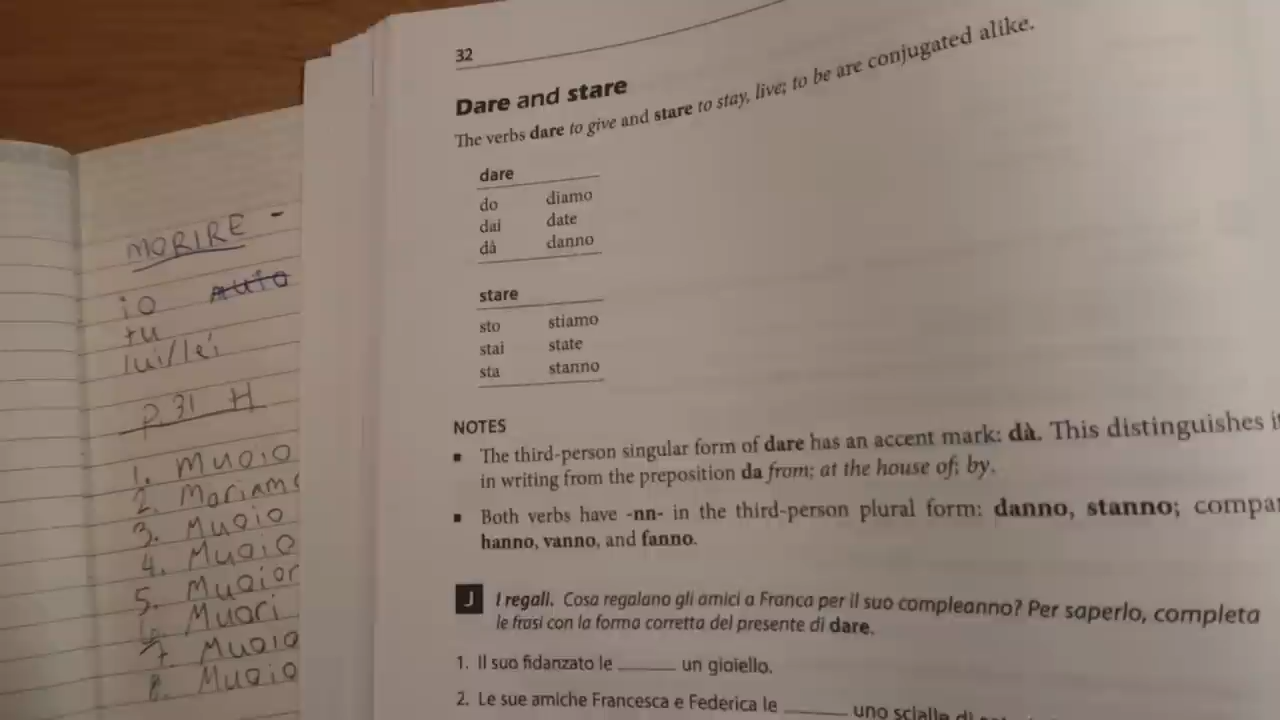 MORIRE -
io muio
tu
lui/lei
p.31 H
1. Muoio
2.
3. Muoio
4. Muoio
5. Muoior
6. Muori
7. Muoio
8. Muoio
32
Dare and stare
The verbs dare to give and stare to stay, live; to be are conjugated alike.
dare
do diamo
dai date
dà danno
stare
sto stiamo
stai state
sta stanno
NOTES
▪ The third-person singular form of dare has an accent mark: dà. This distinguishes it
in writing from the preposition da from; at the house of; by.
▪ Both verbs have -nn- in the third-person plural form: danno, stanno;
hanno, vanno, and fanno.
J I regali. Cosa regalano gli amici a Franca per il suo compleanno? Per saperlo, completa
le frasi con la forma corretta del presente di dare.
1. Il suo fidanzato le ______ un gioiello.
2. Le sue amiche Francesca e Federica le ______ uno scialle di